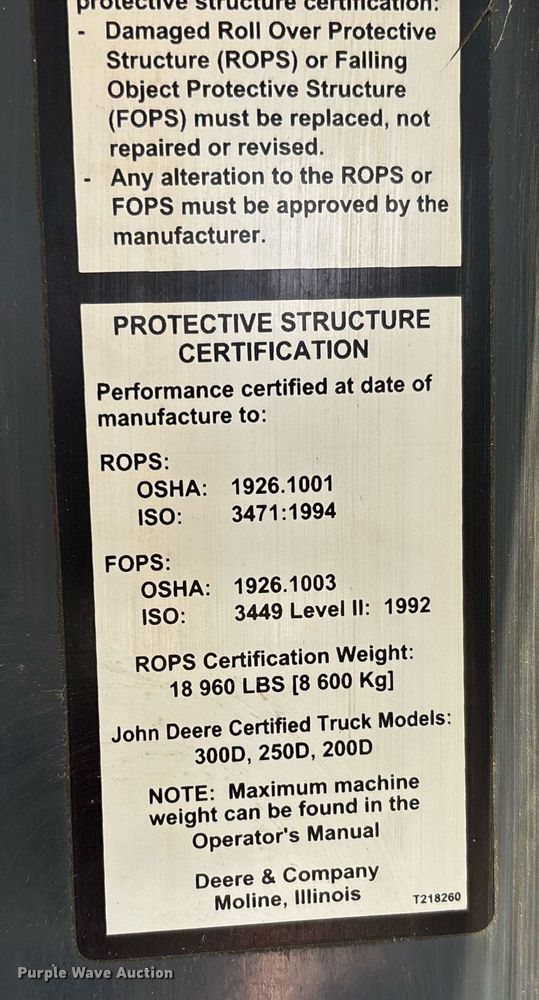 protective structure certification:
- Damaged Roll Over Protective
Structure (ROPS) or Falling
Object Protective Structure
(FOPS) must be replaced, not
repaired or revised.
- Any alteration to the ROPS or
FOPS must be approved by the
manufacturer.
PROTECTIVE STRUCTURE
CERTIFICATION
Performance certified at date of
manufacture to:
ROPS:
OSHA: 1926.1001
ISO: 3471:1994
FOPS:
OSHA: 1926.1003
ISO: 3449 Level II: 1992
ROPS Certification Weight:
18 960 LBS [8 600 Kg]
John Deere Certified Truck Models:
300D, 250D, 200D
NOTE: Maximum machine
weight can be found in the
Operator's Manual
Deere & Company
Moline, Illinois
T218260
Purple Wave Auction